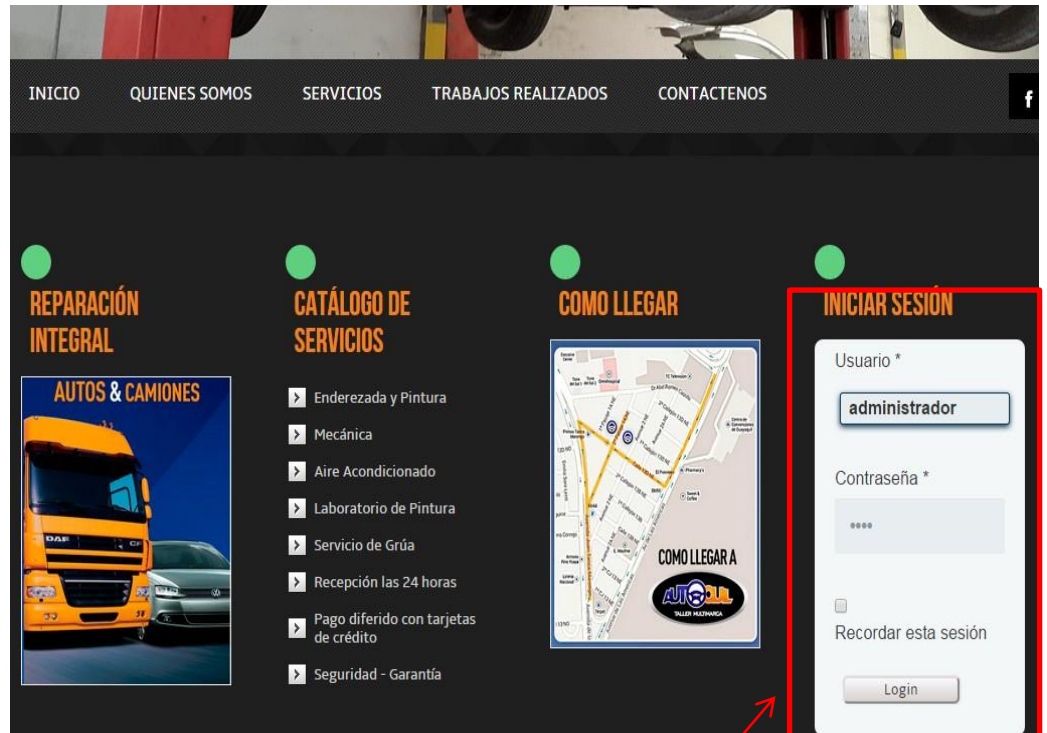 INICIO QUIENES SOMOS SERVICIOS TRABAJOS REALIZADOS CONTACTENOS f
REPARACIÓN
INTEGRAL
AUTOS & CAMIONES
DAF CF
CATÁLOGO DE
SERVICIOS
Enderezada y Pintura
Mecánica
Aire Acondicionado
Laboratorio de Pintura
Servicio de Grúa
Recepción las 24 horas
Pago diferido con tarjetas
de crédito
Seguridad - Garantía
COMO LLEGAR
COMO LLEGAR A
TALLER MULTIMARCA
INICIAR SESIÓN
Usuario *
administrador
Contraseña *
••••
Recordar esta sesión
Login